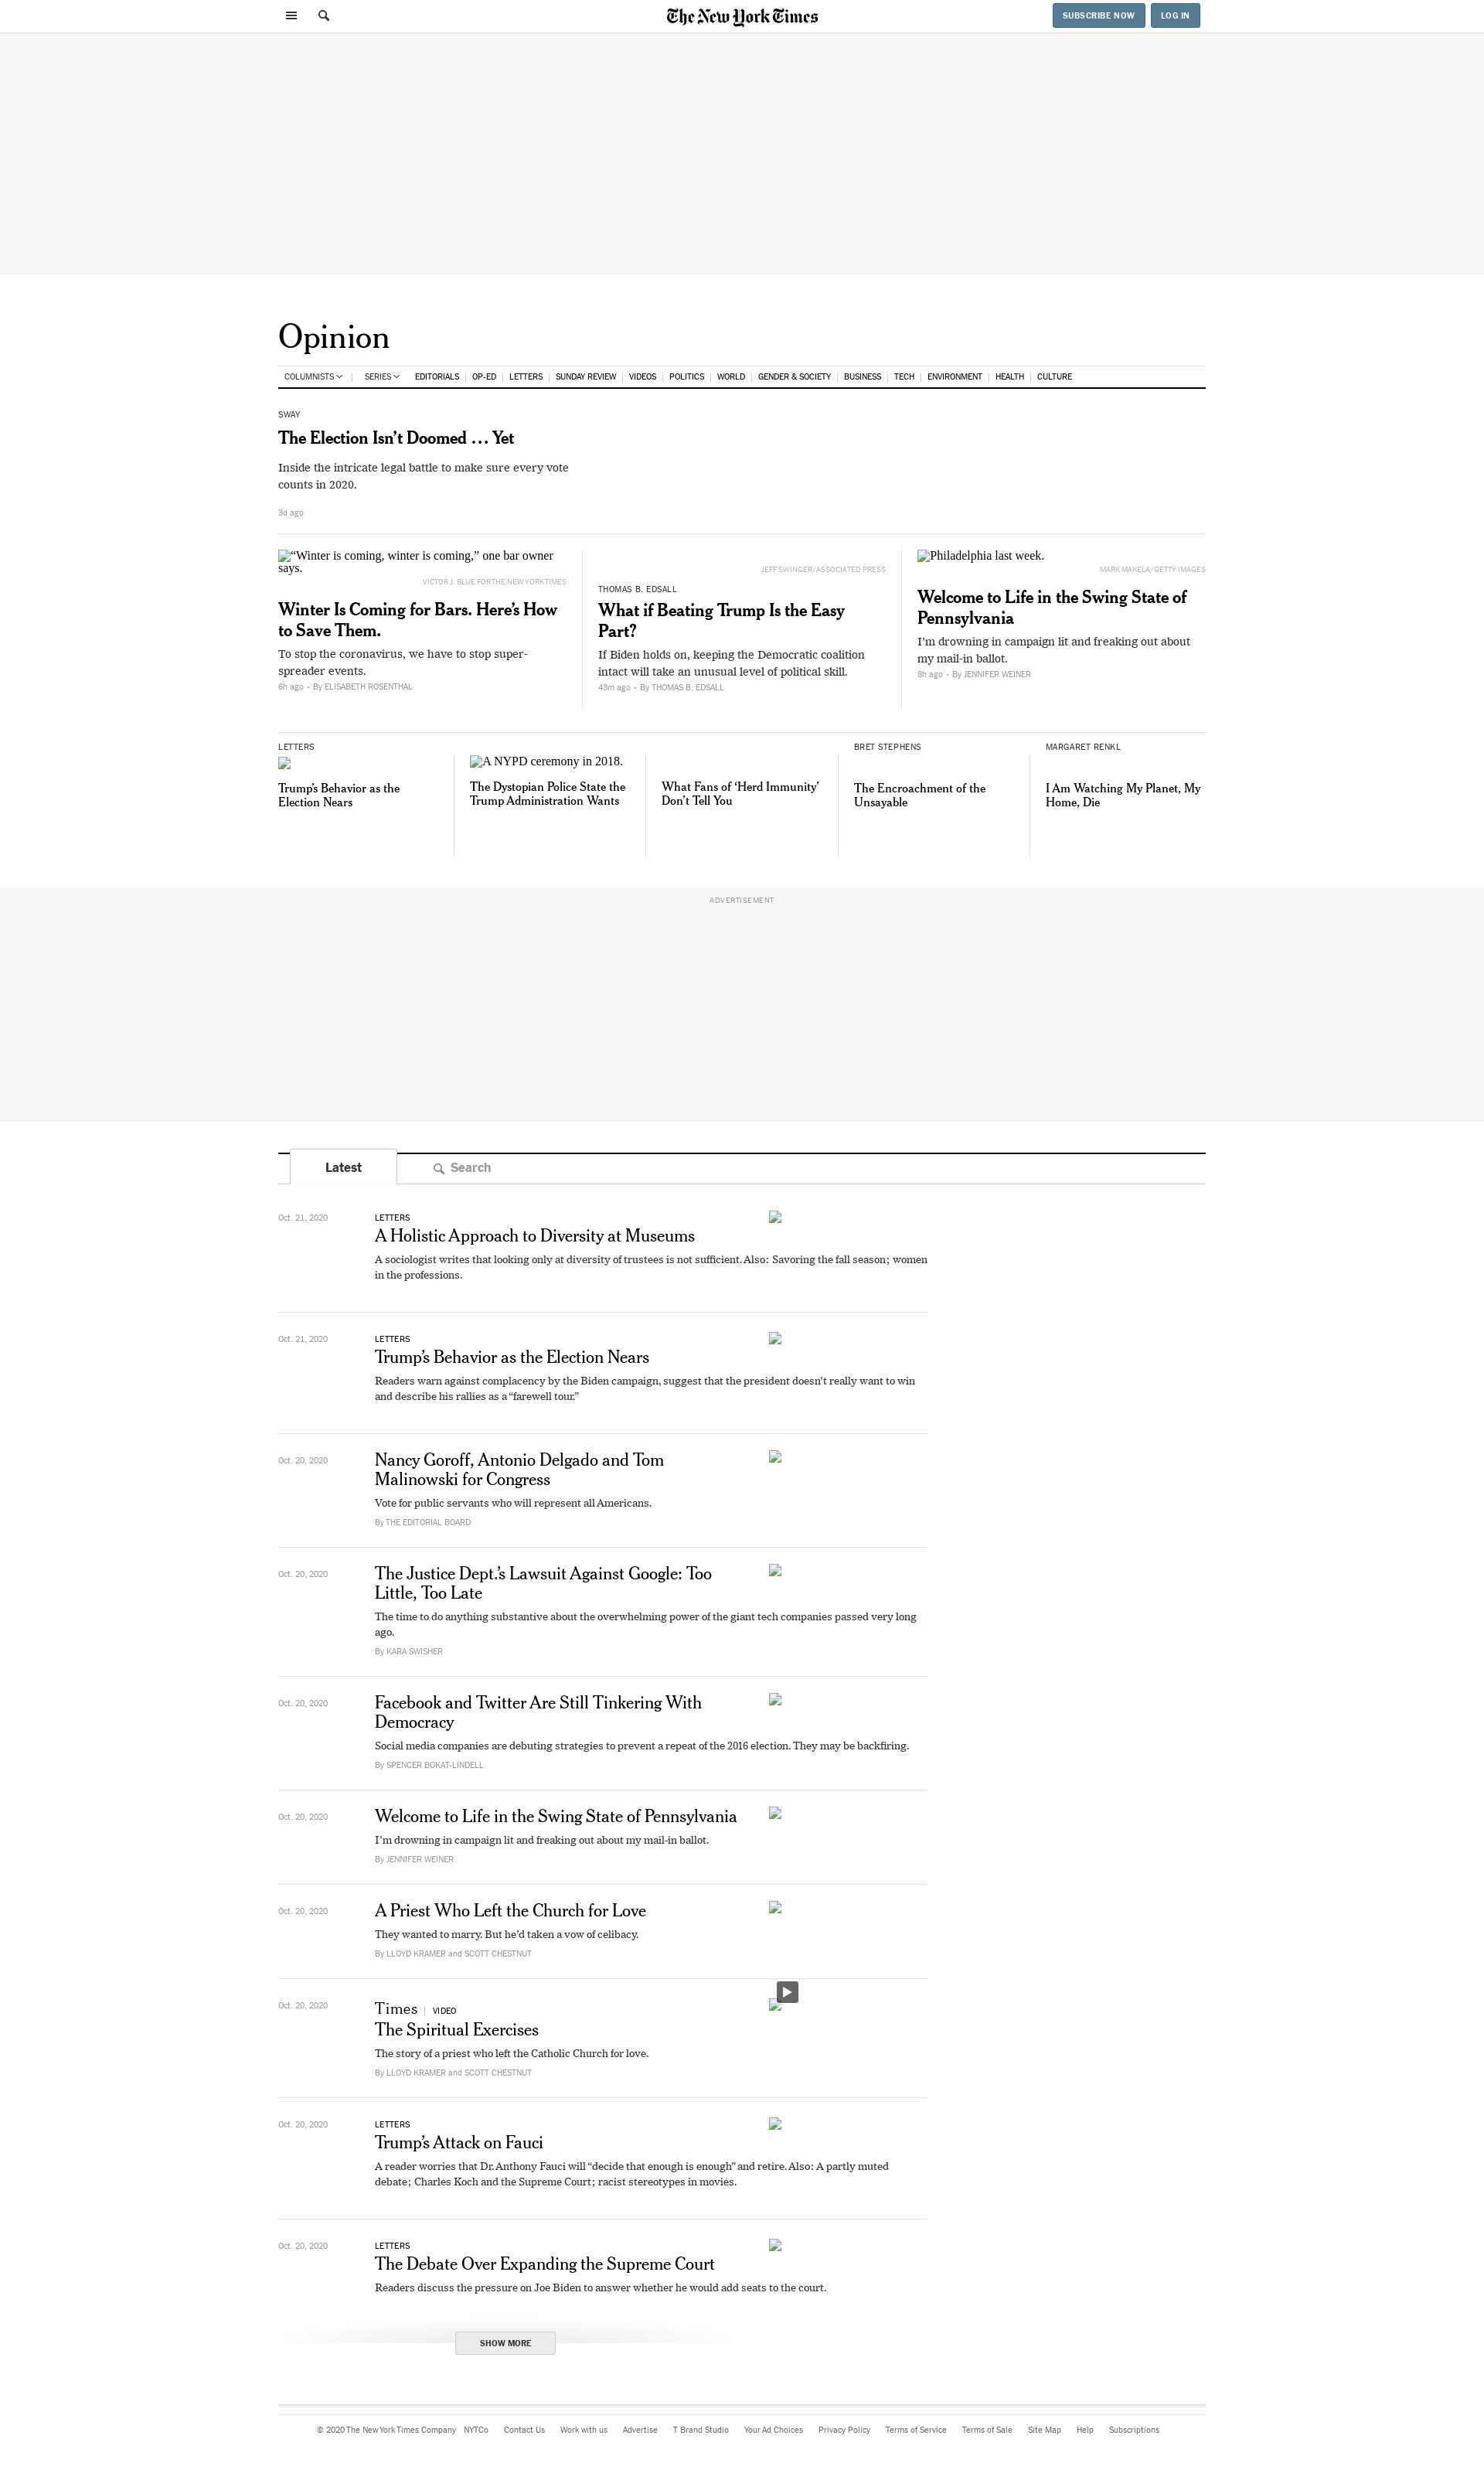 The New York Times
SUBSCRIBE NOW
LOG IN
Opinion
COLUMNISTS
SERIES
EDITORIALS
OP-ED
LETTERS
SUNDAY REVIEW
VIDEOS
POLITICS
WORLD
GENDER & SOCIETY
BUSINESS
TECH
ENVIRONMENT
HEALTH
CULTURE
SWAY
The Election Isn’t Doomed … Yet
Inside the intricate legal battle to make sure every vote
counts in 2020.
3d ago
“Winter is coming, winter is coming,” one bar owner
says.
VICTOR J. BLUE FOR THE NEW YORK TIMES
Winter Is Coming for Bars. Here’s How
to Save Them.
To stop the coronavirus, we have to stop super-
spreader events.
6h ago • By ELISABETH ROSENTHAL
JEFF SWINGER/ASSOCIATED PRESS
THOMAS B. EDSALL
What if Beating Trump Is the Easy
Part?
If Biden holds on, keeping the Democratic coalition
intact will take an unusual level of political skill.
43m ago • By THOMAS B. EDSALL
Philadelphia last week.
MARK MAKELA/GETTY IMAGES
Welcome to Life in the Swing State of
Pennsylvania
I’m drowning in campaign lit and freaking out about
my mail-in ballot.
8h ago • By JENNIFER WEINER
LETTERS
Trump’s Behavior as the
Election Nears
A NYPD ceremony in 2018.
The Dystopian Police State the
Trump Administration Wants
What Fans of ‘Herd Immunity’
Don’t Tell You
BRET STEPHENS
The Encroachment of the
Unsayable
MARGARET RENKL
I Am Watching My Planet, My
Home, Die
ADVERTISEMENT
Latest
Search
Oct. 21, 2020
LETTERS
A Holistic Approach to Diversity at Museums
A sociologist writes that looking only at diversity of trustees is not sufficient. Also: Savoring the fall season; women
in the professions.
Oct. 21, 2020
LETTERS
Trump’s Behavior as the Election Nears
Readers warn against complacency by the Biden campaign, suggest that the president doesn’t really want to win
and describe his rallies as a “farewell tour.”
Oct. 20, 2020
Nancy Goroff, Antonio Delgado and Tom
Malinowski for Congress
Vote for public servants who will represent all Americans.
By THE EDITORIAL BOARD
Oct. 20, 2020
The Justice Dept.’s Lawsuit Against Google: Too
Little, Too Late
The time to do anything substantive about the overwhelming power of the giant tech companies passed very long
ago.
By KARA SWISHER
Oct. 20, 2020
Facebook and Twitter Are Still Tinkering With
Democracy
Social media companies are debuting strategies to prevent a repeat of the 2016 election. They may be backfiring.
By SPENCER BOKAT-LINDELL
Oct. 20, 2020
Welcome to Life in the Swing State of Pennsylvania
I’m drowning in campaign lit and freaking out about my mail-in ballot.
By JENNIFER WEINER
Oct. 20, 2020
A Priest Who Left the Church for Love
They wanted to marry. But he’d taken a vow of celibacy.
By LLOYD KRAMER and SCOTT CHESTNUT
Oct. 20, 2020
Times | VIDEO
The Spiritual Exercises
The story of a priest who left the Catholic Church for love.
By LLOYD KRAMER and SCOTT CHESTNUT
Oct. 20, 2020
LETTERS
Trump’s Attack on Fauci
A reader worries that Dr. Anthony Fauci will “decide that enough is enough” and retire. Also: A partly muted
debate; Charles Koch and the Supreme Court; racist stereotypes in movies.
Oct. 20, 2020
LETTERS
The Debate Over Expanding the Supreme Court
Readers discuss the pressure on Joe Biden to answer whether he would add seats to the court.
SHOW MORE
© 2020 The New York Times Company NYTCo Contact Us Work with us Advertise T Brand Studio Your Ad Choices Privacy Policy Terms of Service Terms of Sale Site Map Help Subscriptions